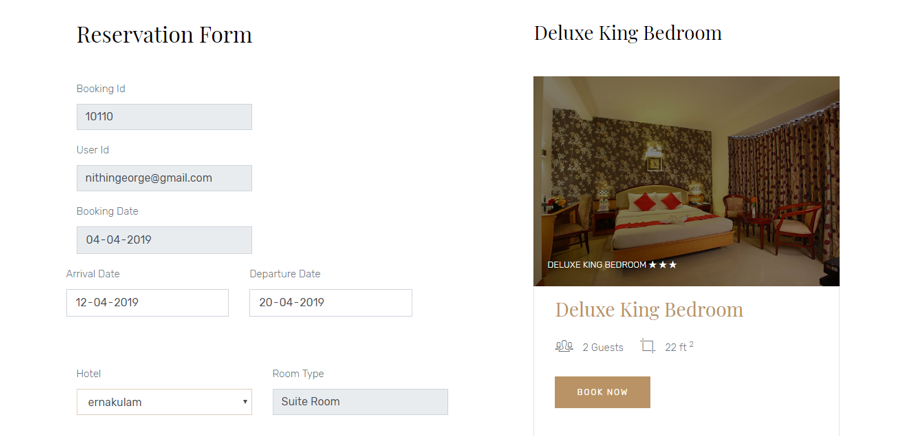 Reservation Form
Booking Id
10110
User Id
nithingeorge@gmail.com
Booking Date
04-04-2019
Arrival Date
Departure Date
12-04-2019
20-04-2019
Hotel
Room Type
ernakulam
Suite Room
Deluxe King Bedroom
DELUXE KING BEDROOM ★ ★ ★
Deluxe King Bedroom
2 Guests
22 ft ²
BOOK NOW